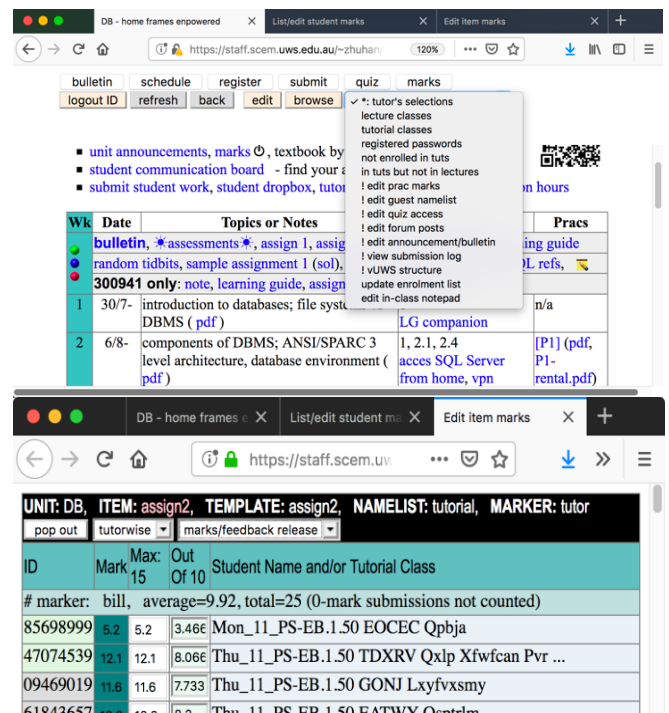 DB - home frames enpowered
List/edit student marks
Edit item marks
https://staff.scem.uws.edu.au/~zhuhan/
120%
bulletin schedule register submit quiz marks
logout ID refresh back edit browse
✓ *: tutor's selections
lecture classes
tutorial classes
registered passwords
not enrolled in tuts
in tuts but not in lectures
! edit prac marks
! edit guest namelist
! edit quiz access
! edit forum posts
! edit announcement/bulletin
! view submission log
! vUWS structure
update enrolment list
edit in-class notepad
unit announcements, marks , textbook by
student communication board - find your
submit student work, student dropbox, on hours
Wk Date Topics or Notes Pracs
bulletin, assessments, assign 1, ing guide
random tidbits, sample assignment 1 (sol), L refs,
300941 only: note, learning guide,
1 30/7- introduction to databases; file n/a
DBMS ( pdf ) LG companion
2 6/8- components of DBMS; ANSI/SPARC 3 1, 2.1, 2.4 [P1] (pdf,
level architecture, database environment ( acces SQL Server P1-
pdf ) from home, vpn rental.pdf)
DB - home frames e
List/edit student ma
Edit item marks
https://staff.scem.uw
UNIT: DB, ITEM: assign2, TEMPLATE: assign2, NAMELIST: tutorial, MARKER: tutor
pop out tutorwise marks/feedback release
ID Mark Max: 15 Out Of 10 Student Name and/or Tutorial Class
# marker: bill, average=9.92, total=25 (0-mark submissions not counted)
85698999 5.2 5.2 3.466 Mon_11_PS-EB.1.50 EOCEC Qpbja
47074539 12.1 12.1 8.066 Thu_11_PS-EB.1.50 TDXRV Qxlp Xfwfcan Pvr ...
09469019 11.6 11.6 7.733 Thu_11_PS-EB.1.50 GONJ Lxyfvxsmy